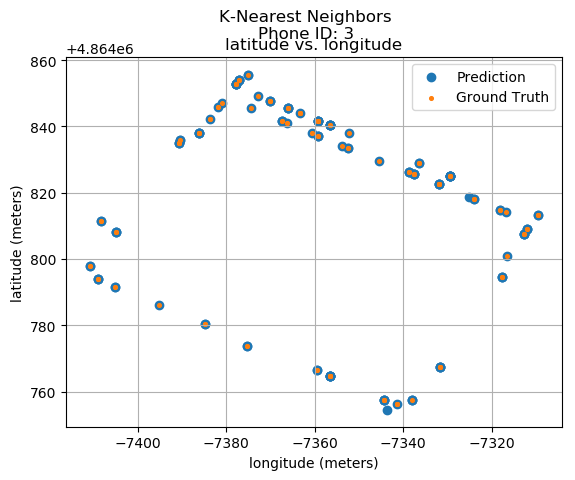 K-Nearest Neighbors
Phone ID: 3
latitude vs. longitude
+4.864e6
860
840
820
800
780
760
latitude (meters)
Prediction
Ground Truth
−7400
−7380
−7360
−7340
−7320
longitude (meters)